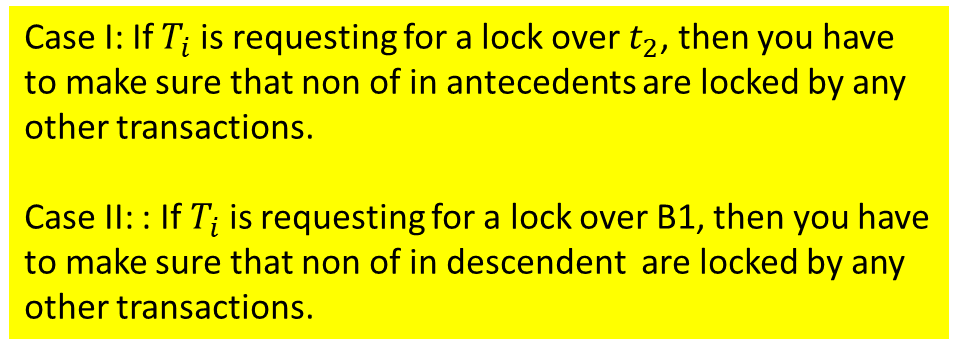 Case I: If 𝑇𝑖 is requesting for a lock over 𝑡2, then you have
to make sure that non of in antecedents are locked by any
other transactions.
Case II: : If 𝑇𝑖 is requesting for a lock over B1, then you have
to make sure that non of in descendent are locked by any
other transactions.